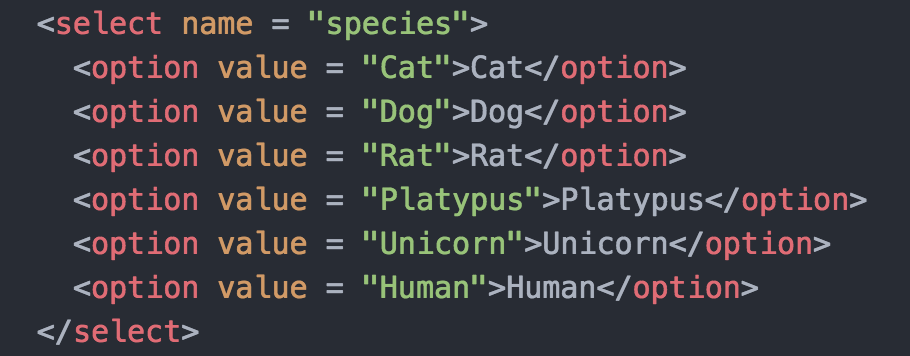 <select name = "species">
  <option value = "Cat">Cat</option>
  <option value = "Dog">Dog</option>
  <option value = "Rat">Rat</option>
  <option value = "Platypus">Platypus</option>
  <option value = "Unicorn">Unicorn</option>
  <option value = "Human">Human</option>
</select>